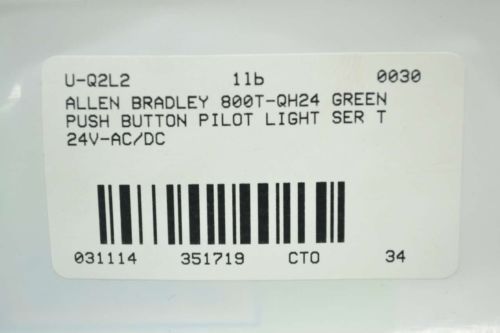 U-Q2L2 1lb 0030
ALLEN BRADLEY 800T-QH24 GREEN
PUSH BUTTON PILOT LIGHT SER T
24V-AC/DC
031114 351719 CTO 34